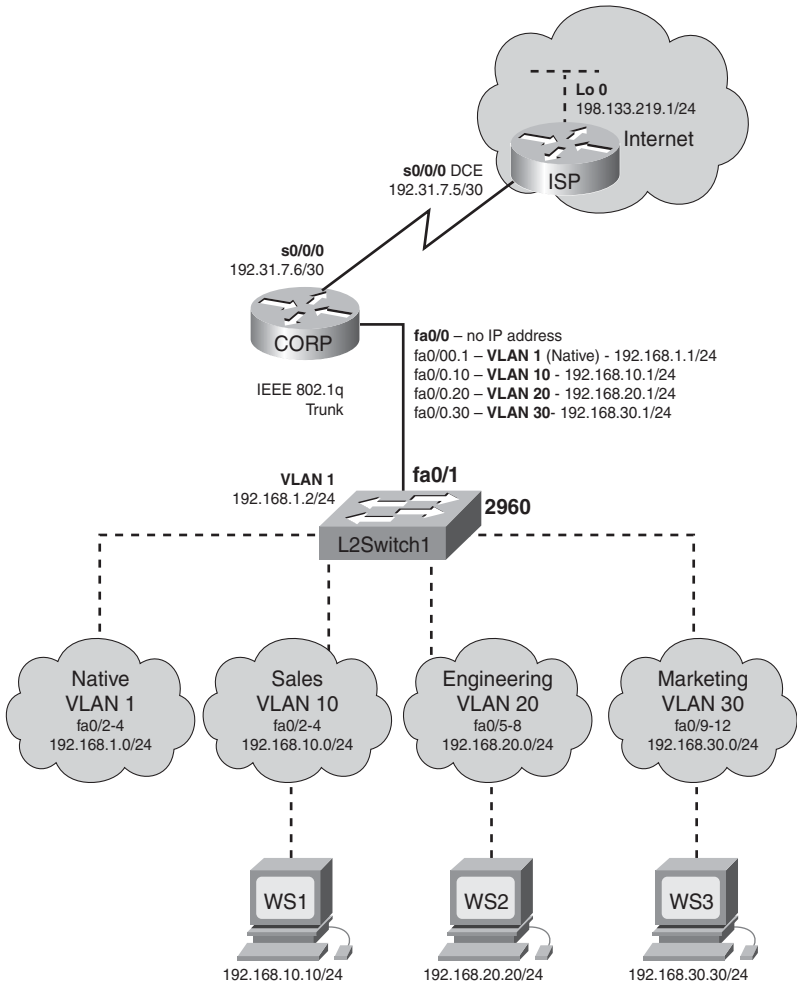 Lo 0
198.133.219.1/24
Internet
ISP
s0/0/0 DCE
192.31.7.5/30
s0/0/0
192.31.7.6/30
CORP
fa0/0 – no IP address
fa0/00.1 – VLAN 1 (Native) - 192.168.1.1/24
fa0/0.10 – VLAN 10 - 192.168.10.1/24
fa0/0.20 – VLAN 20 - 192.168.20.1/24
fa0/0.30 – VLAN 30- 192.168.30.1/24
IEEE 802.1q
Trunk
VLAN 1
192.168.1.2/24
fa0/1
2960
L2Switch1
Native
VLAN 1
fa0/2-4
192.168.1.0/24
Sales
VLAN 10
fa0/2-4
192.168.10.0/24
Engineering
VLAN 20
fa0/5-8
192.168.20.0/24
Marketing
VLAN 30
fa0/9-12
192.168.30.0/24
WS1
192.168.10.10/24
WS2
192.168.20.20/24
WS3
192.168.30.30/24